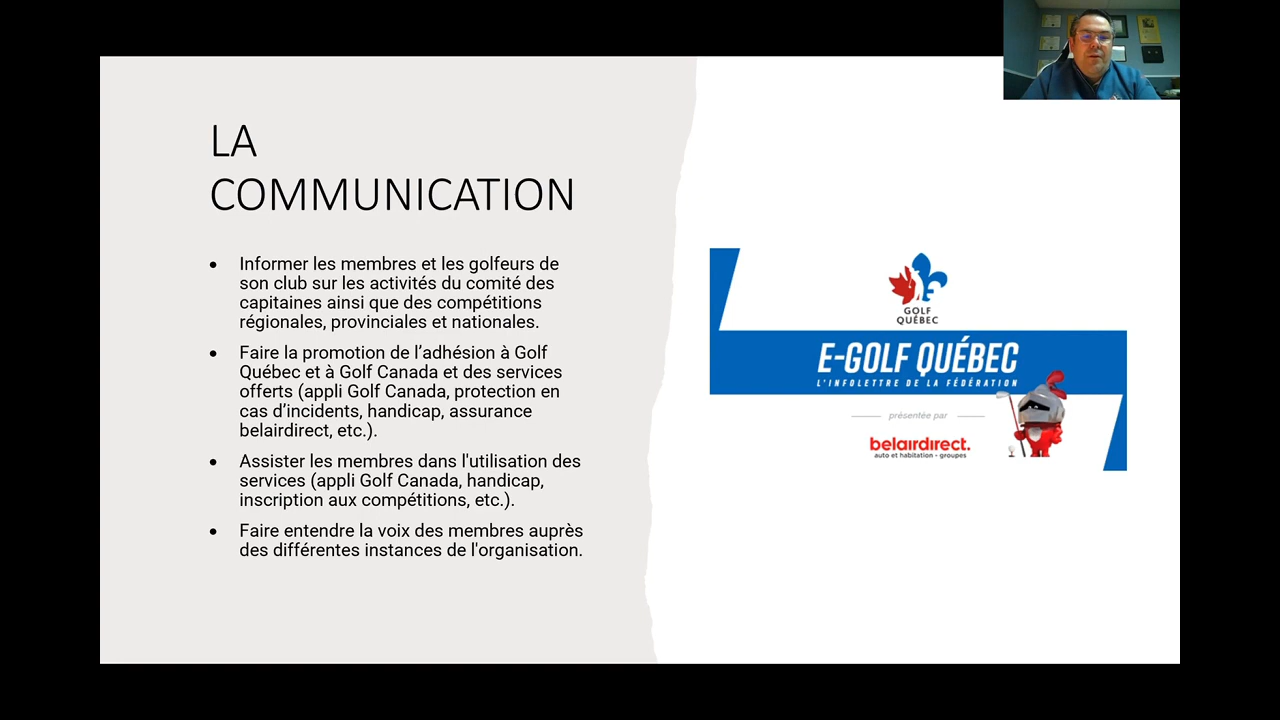 LA
COMMUNICATION
• Informer les membres et les golfeurs de
son club sur les activités du comité des
capitaines ainsi que des compétitions
régionales, provinciales et nationales.
• Faire la promotion de l’adhésion à Golf
Québec et à Golf Canada et des services
offerts (appli Golf Canada, protection en
cas d’incidents, handicap, assurance
belairdirect, etc.).
• Assister les membres dans l'utilisation des
services (appli Golf Canada, handicap,
inscription aux compétitions, etc.).
• Faire entendre la voix des membres auprès
des différentes instances de l'organisation.
GOLF
QUÉBEC
E-GOLF QUÉBEC
L'INFOLETTRE DE LA FÉDÉRATION
présentée par
belairdirect.
auto et habitation - groupes